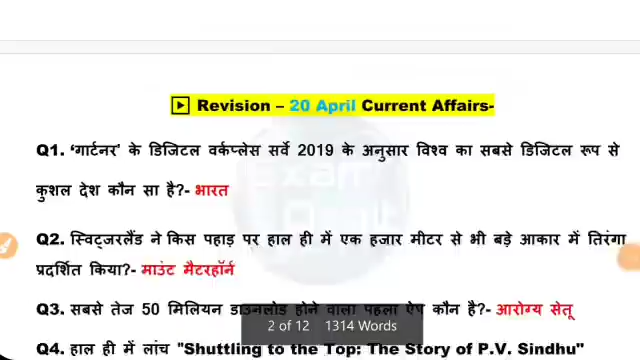 Revision – 20 April Current Affairs-
Q1. ‘गार्टनर’ के डिजिटल वर्कप्लेस सर्वे 2019 के अनुसार विश्व का सबसे डिजिटल रूप से
कुशल देश कौन सा है?- भारत
Q2. स्विट्जरलैंड ने किस पहाड़ पर हाल ही में एक हजार मीटर से भी बड़े आकार में तिरंगा
प्रदर्शित किया?- माउंट मैटरहॉर्न
Q3. सबसे तेज 50 मिलियन डाउनलोड होने वाला पहला ऐप कौन है?- आरोग्य सेतू
2 of 12 1314 Words
Q4. हाल ही में लांच "Shuttling to the Top: The Story of P.V. Sindhu"